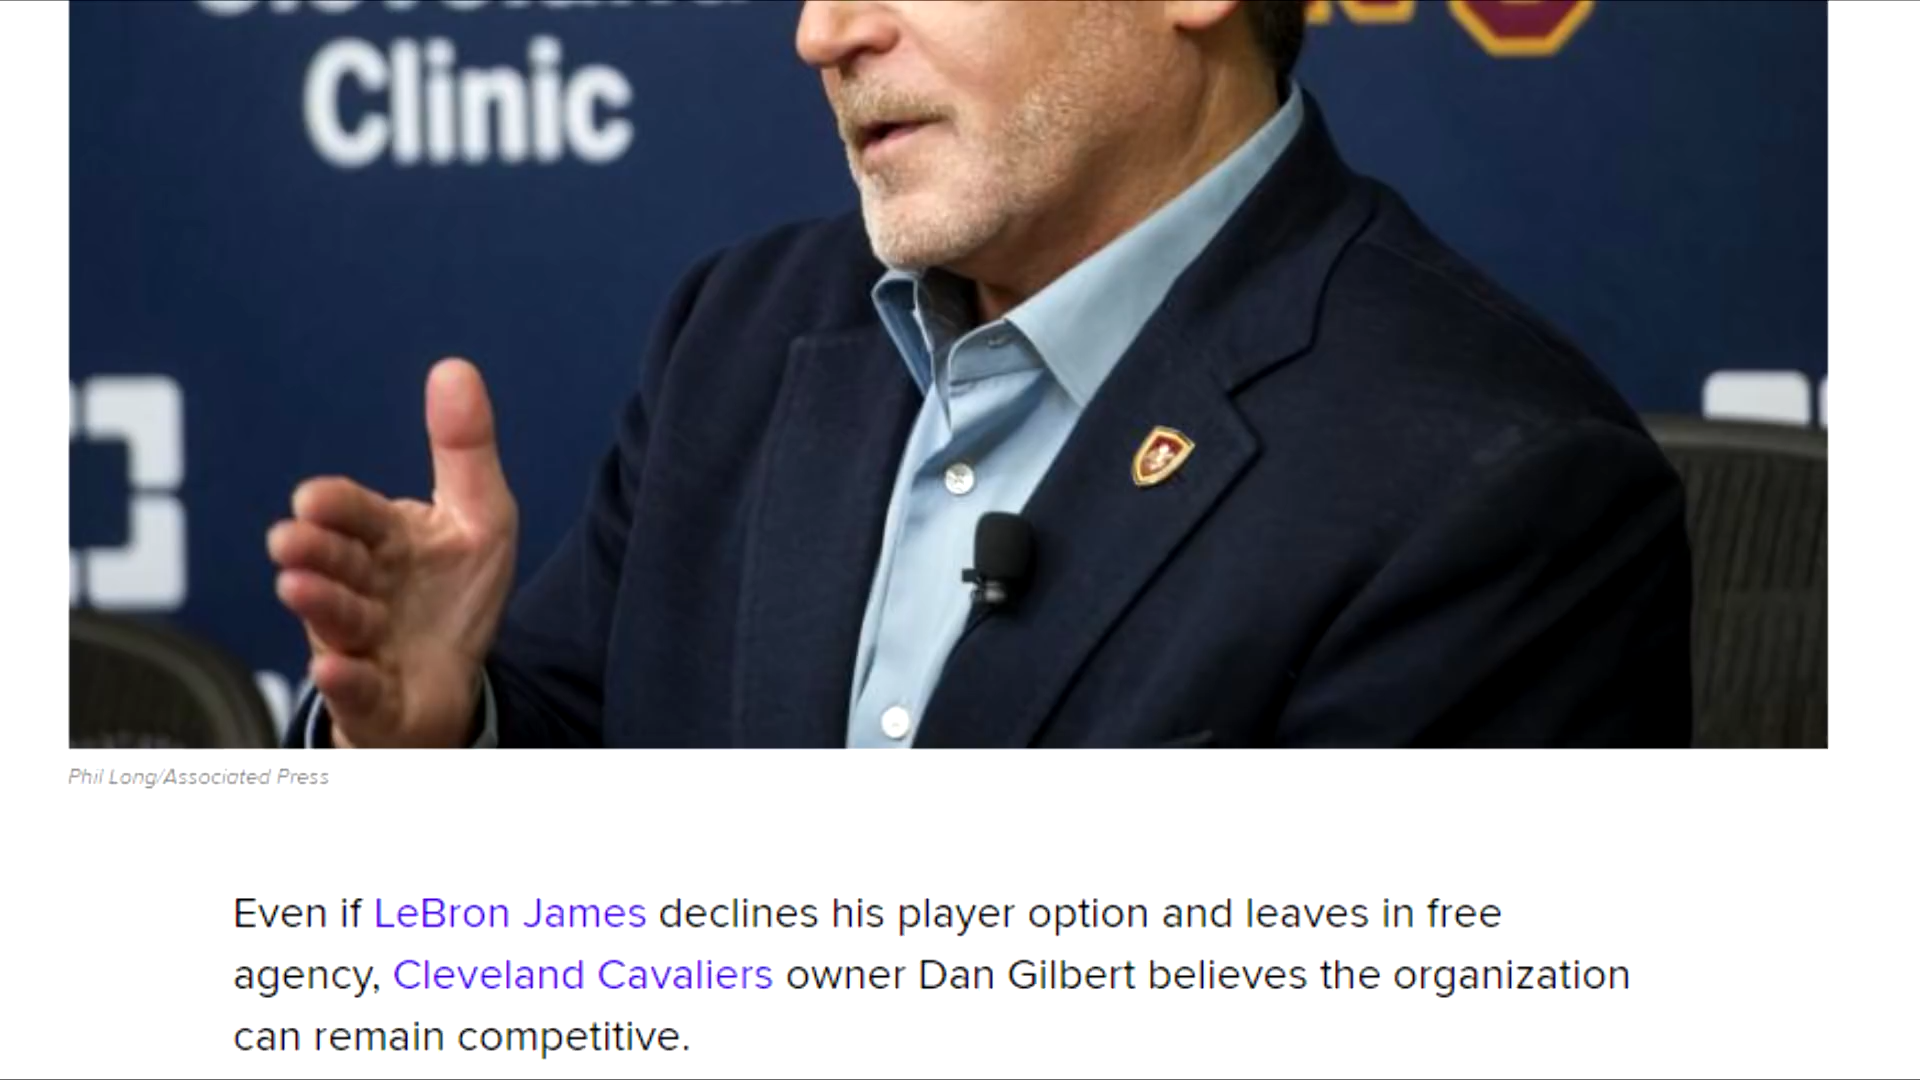 Clinic
Phil Long/Associated Press
Even if LeBron James declines his player option and leaves in free
agency, Cleveland Cavaliers owner Dan Gilbert believes the organization
can remain competitive.